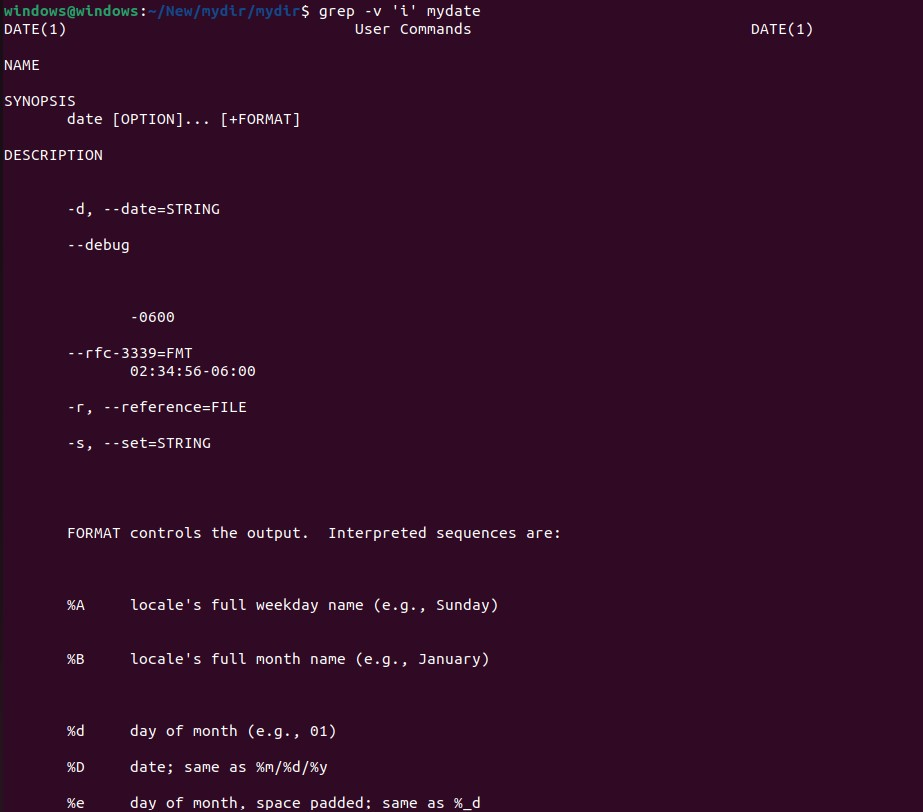 windows@windows:~/New/mydir/mydir$ grep -v 'i' mydate
DATE(1) User Commands DATE(1)
NAME
SYNOPSIS
date [OPTION]... [+FORMAT]
DESCRIPTION
-d, --date=STRING
--debug
-0600
--rfc-3339=FMT
02:34:56-06:00
-r, --reference=FILE
-s, --set=STRING
FORMAT controls the output.  Interpreted sequences are:
%A locale's full weekday name (e.g., Sunday)
%B locale's full month name (e.g., January)
%d day of month (e.g., 01)
%D date; same as %m/%d/%y
%e day of month, space padded; same as %_d